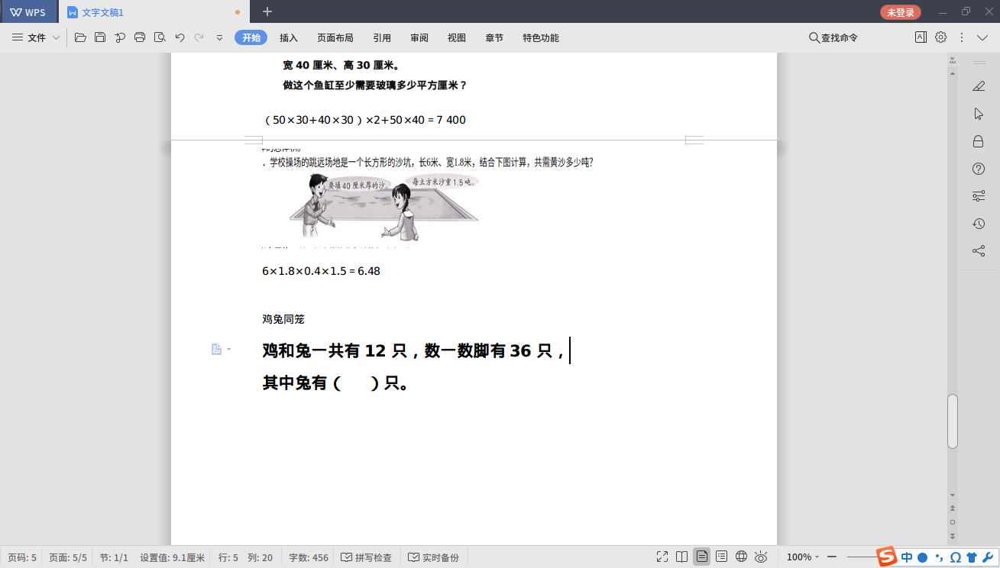 WPS 文字文稿1 未登录
文件 开始 插入 页面布局 引用 审阅 视图 章节 特色功能 查找命令
宽 40 厘米、高 30 厘米。
做这个鱼缸至少需要玻璃多少平方厘米？
（50×30+40×30）×2+50×40 = 7 400
．学校操场的跳远场地是一个长方形的沙坑，长6米、宽1.8米，结合下图计算，共需黄沙多少吨?
要填 40 厘米厚的沙。
每立方米沙重 1.5 吨。
6×1.8×0.4×1.5 = 6.48
鸡兔同笼
鸡和兔一共有 12 只，数一数脚有 36 只，
其中兔有（ ）只。
页码: 5 页面: 5/5 节: 1/1 设置值: 9.1厘米 行: 5 列: 20 字数: 456 拼写检查 实时备份 100% 中